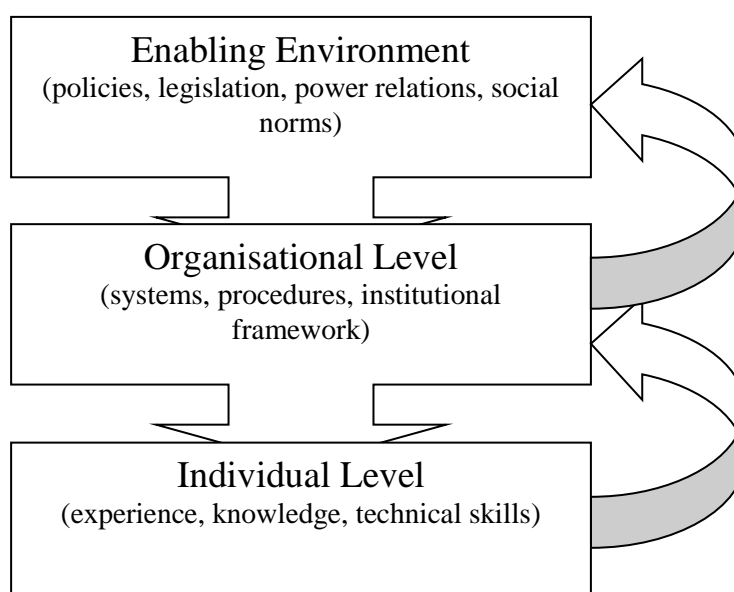 Enabling Environment
(policies, legislation, power relations, social
norms)
Organisational Level
(systems, procedures, institutional
framework)
Individual Level
(experience, knowledge, technical skills)